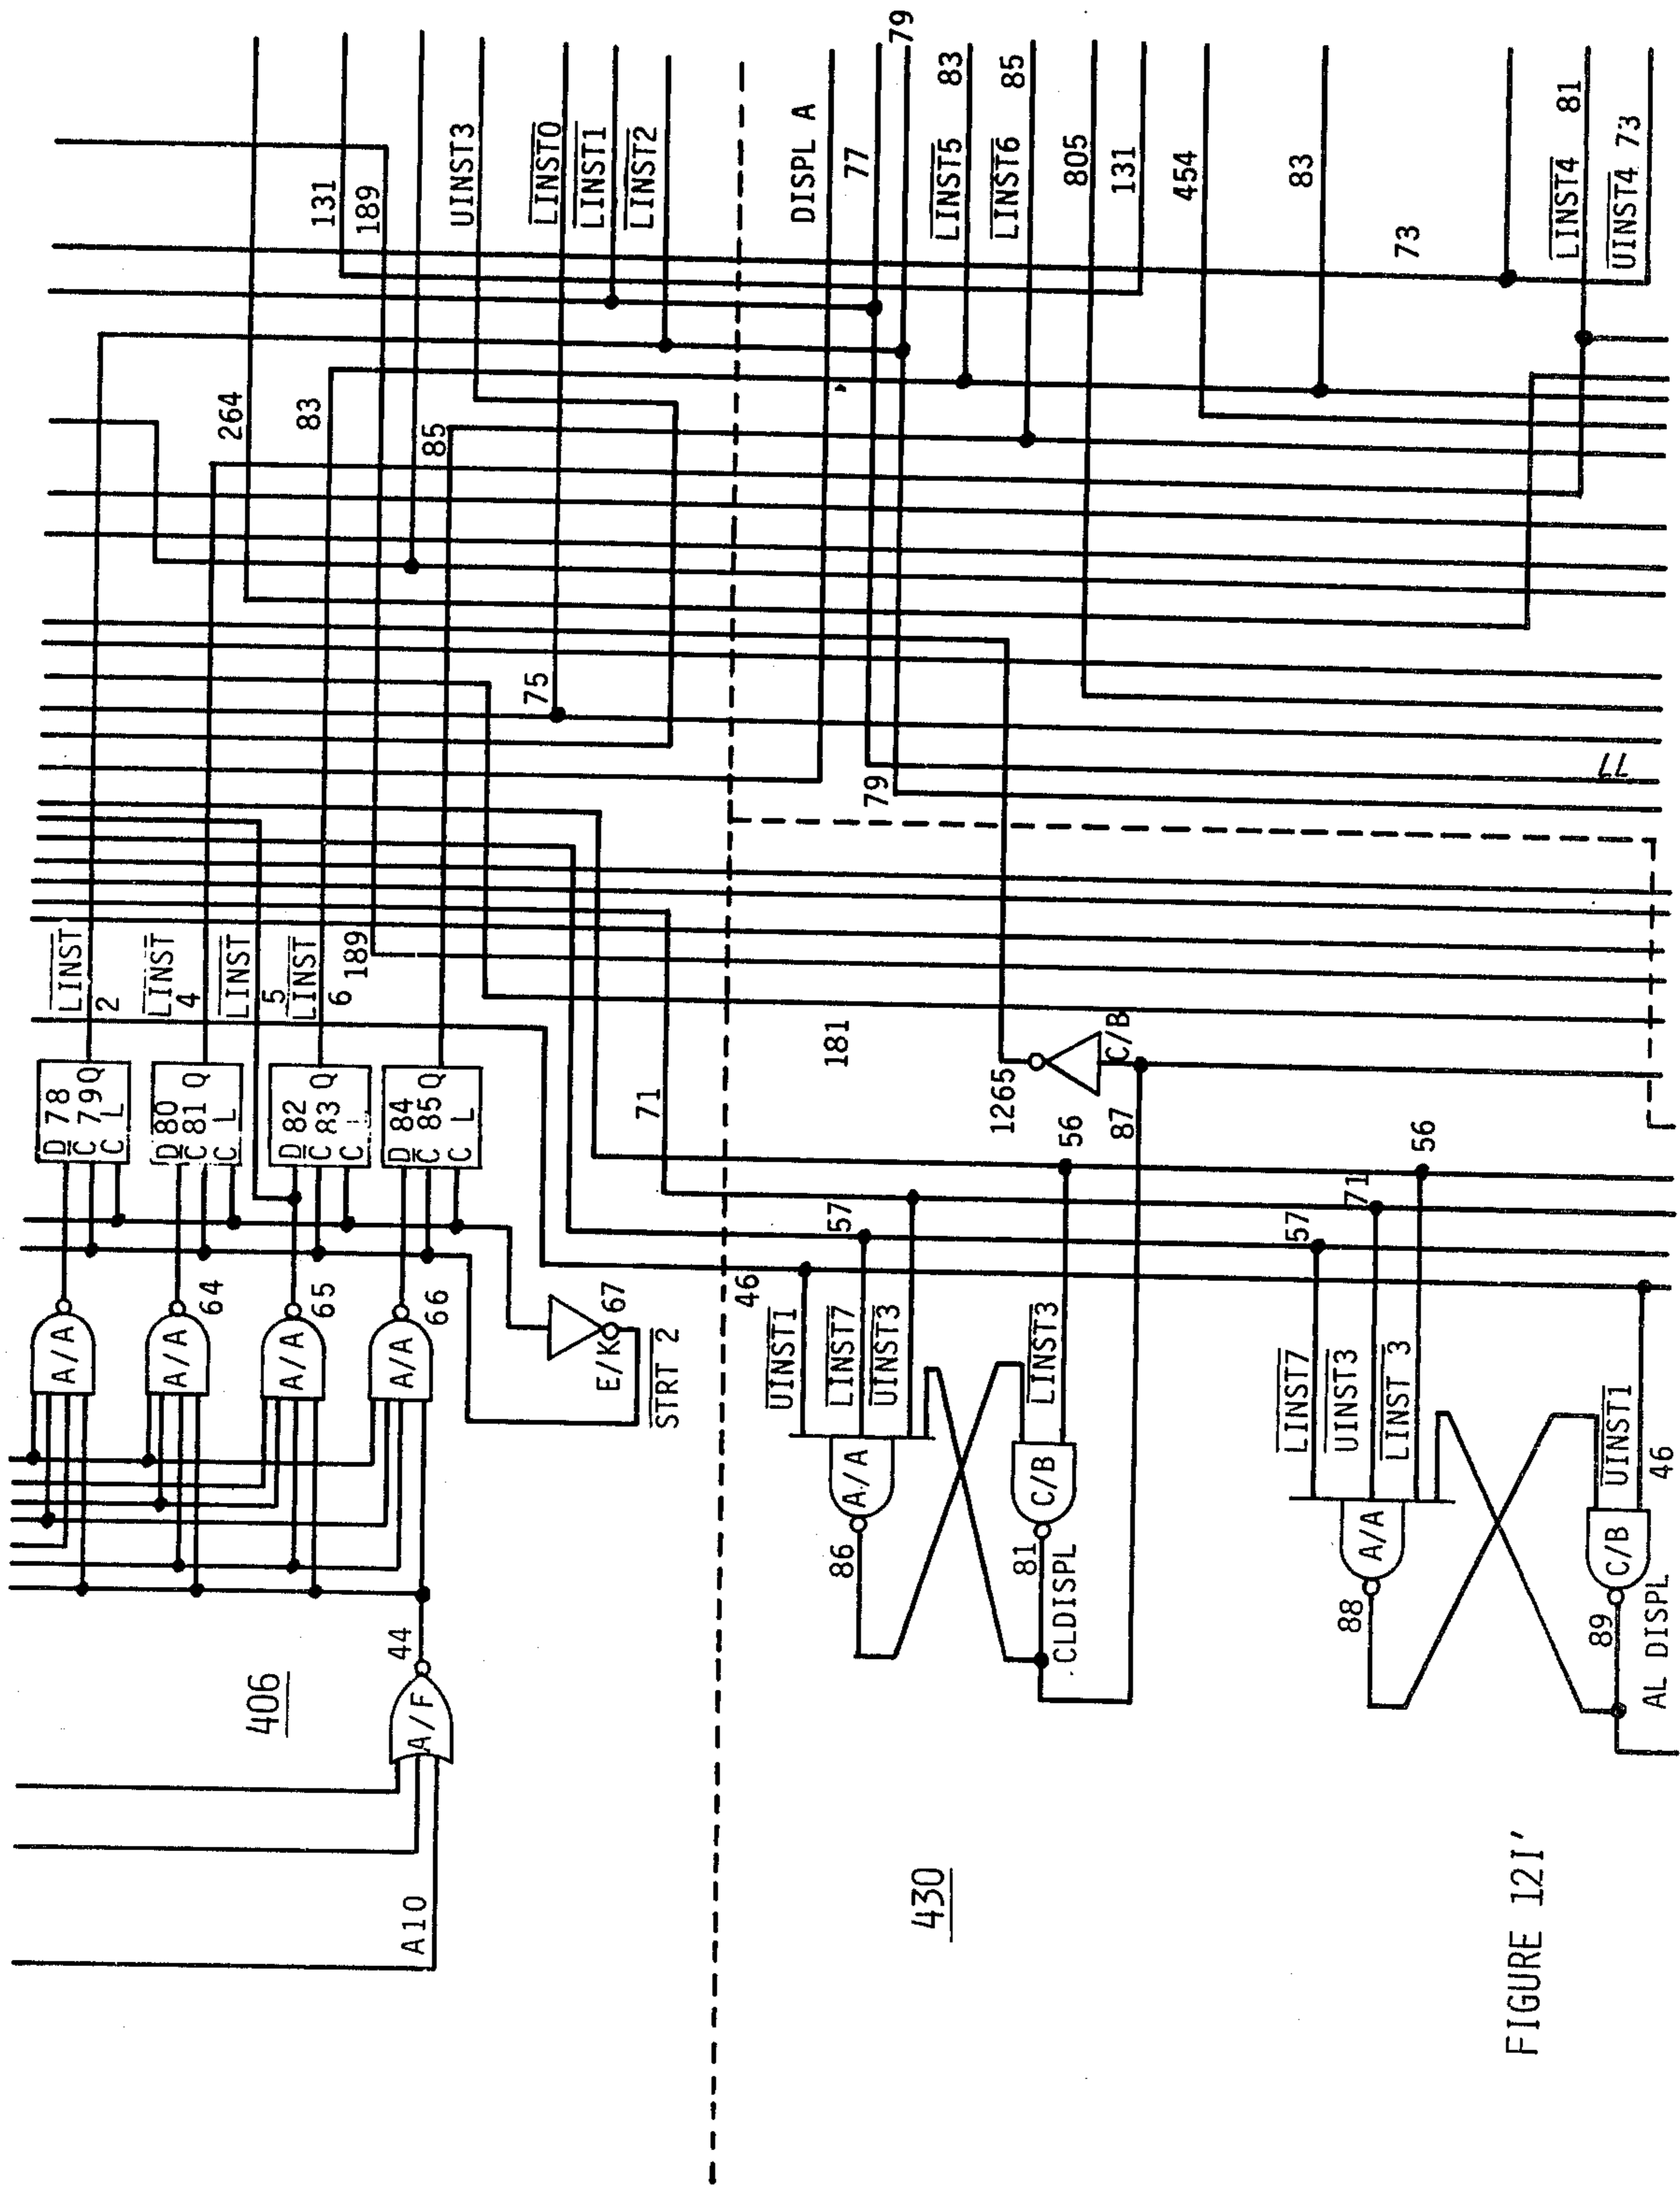 131
189
UINST3
LINST0
LINST1
LINST2
264
83
85
75
LINST
2
LINST
4
LINST
5
LINST
6
189
D 78
C 79 Q
C L
D 80
C 81 Q
C L
D 82
C 83 Q
C L
D 84
C 85 Q
C L
71
A/A
A/A
64
A/A
65
A/A
66
E/K
67
STRT 2
44
A/F
406
A10
DISPL A
77
79
LINST5 83
LINST6 85
805
131
454
83
73
LINST4 81
UINST4 73
79
77
181
1265
C/B
87
56
56
46
57
71
57
UINST1
LINST7
UINST3
LINST3
A/A
86
C/B
81
CLDISPL
LINST7
UINST3
LINST 3
A/A
88
UINST1
46
C/B
89
AL DISPL
430
FIGURE 12I'